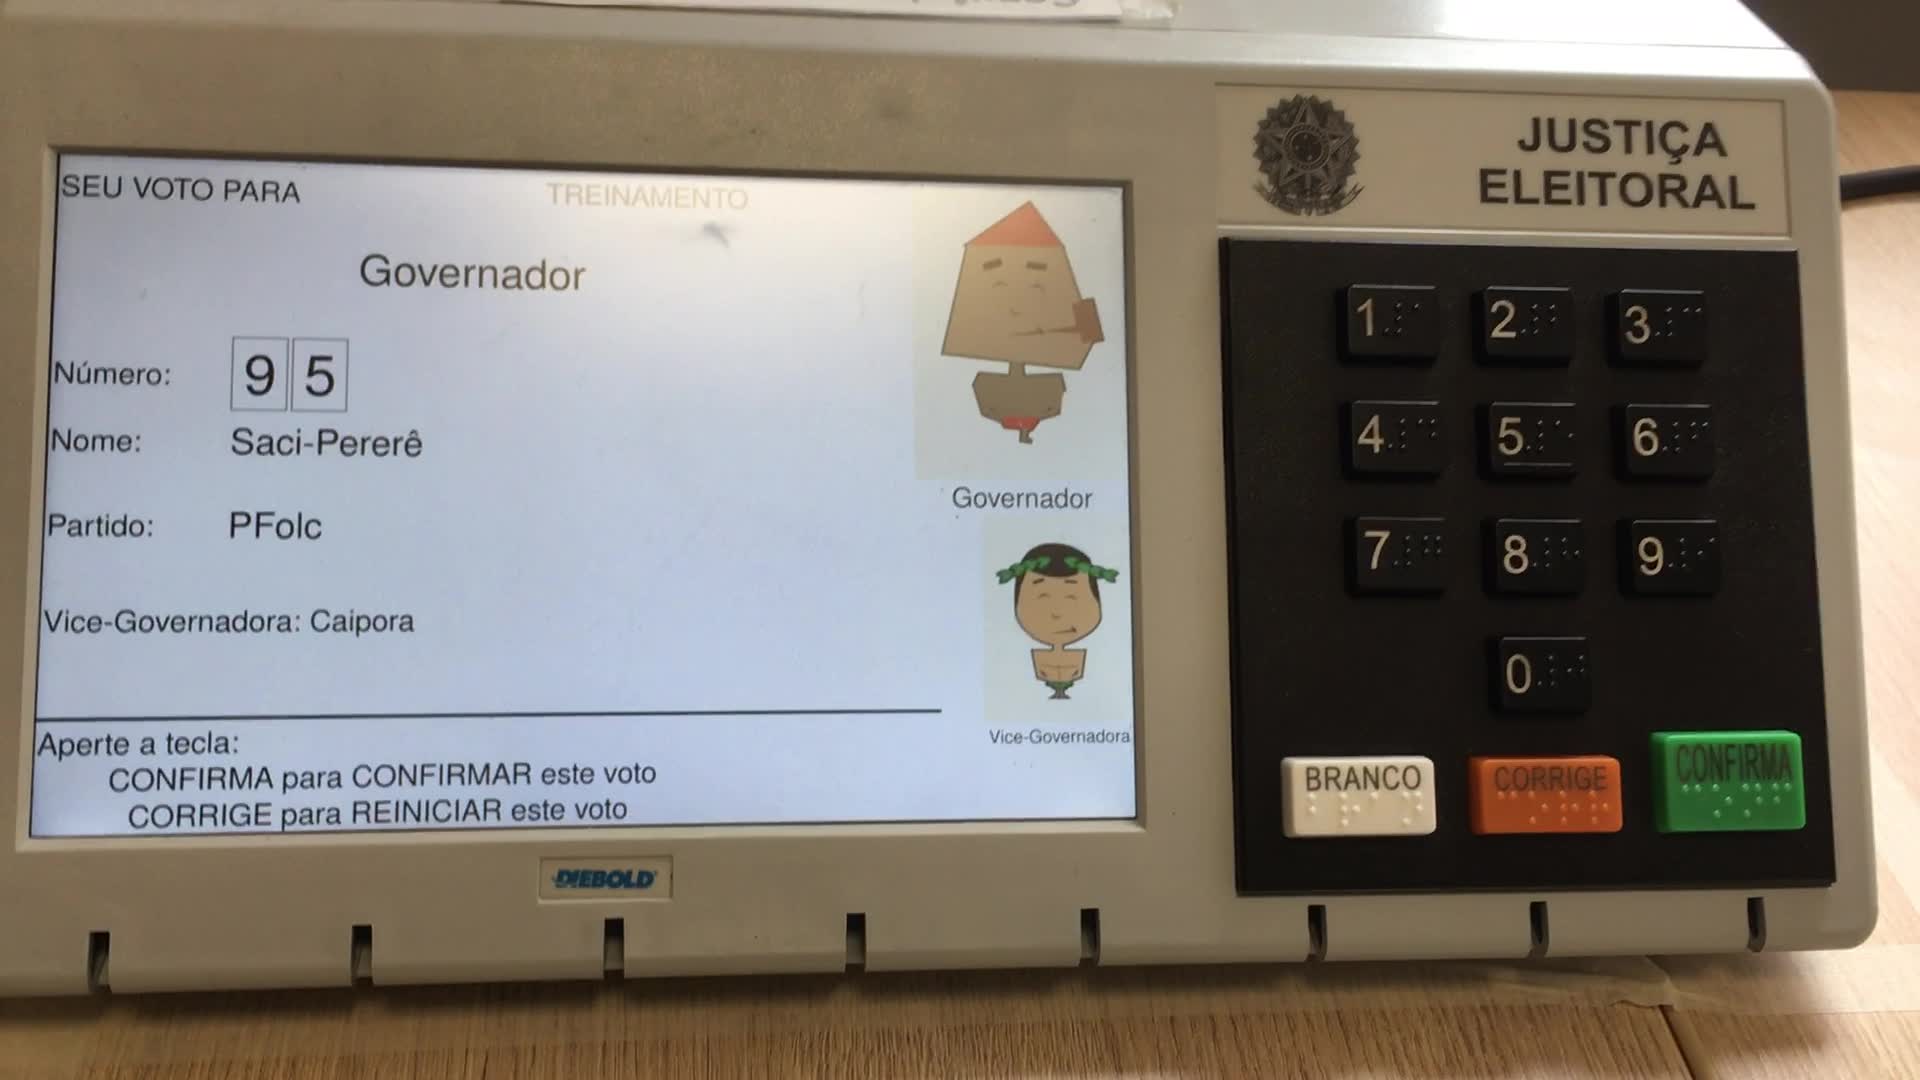 SEU VOTO PARA
TREINAMENTO
Governador
Número: 9 5
Nome: Saci-Pererê
Partido: PFolc
Vice-Governadora: Caipora
Governador
Vice-Governadora
Aperte a tecla:
CONFIRMA para CONFIRMAR este voto
CORRIGE para REINICIAR este voto
DIEBOLD
JUSTIÇA
ELEITORAL
1 2 3
4 5 6
7 8 9
0
BRANCO CORRIGE CONFIRMA